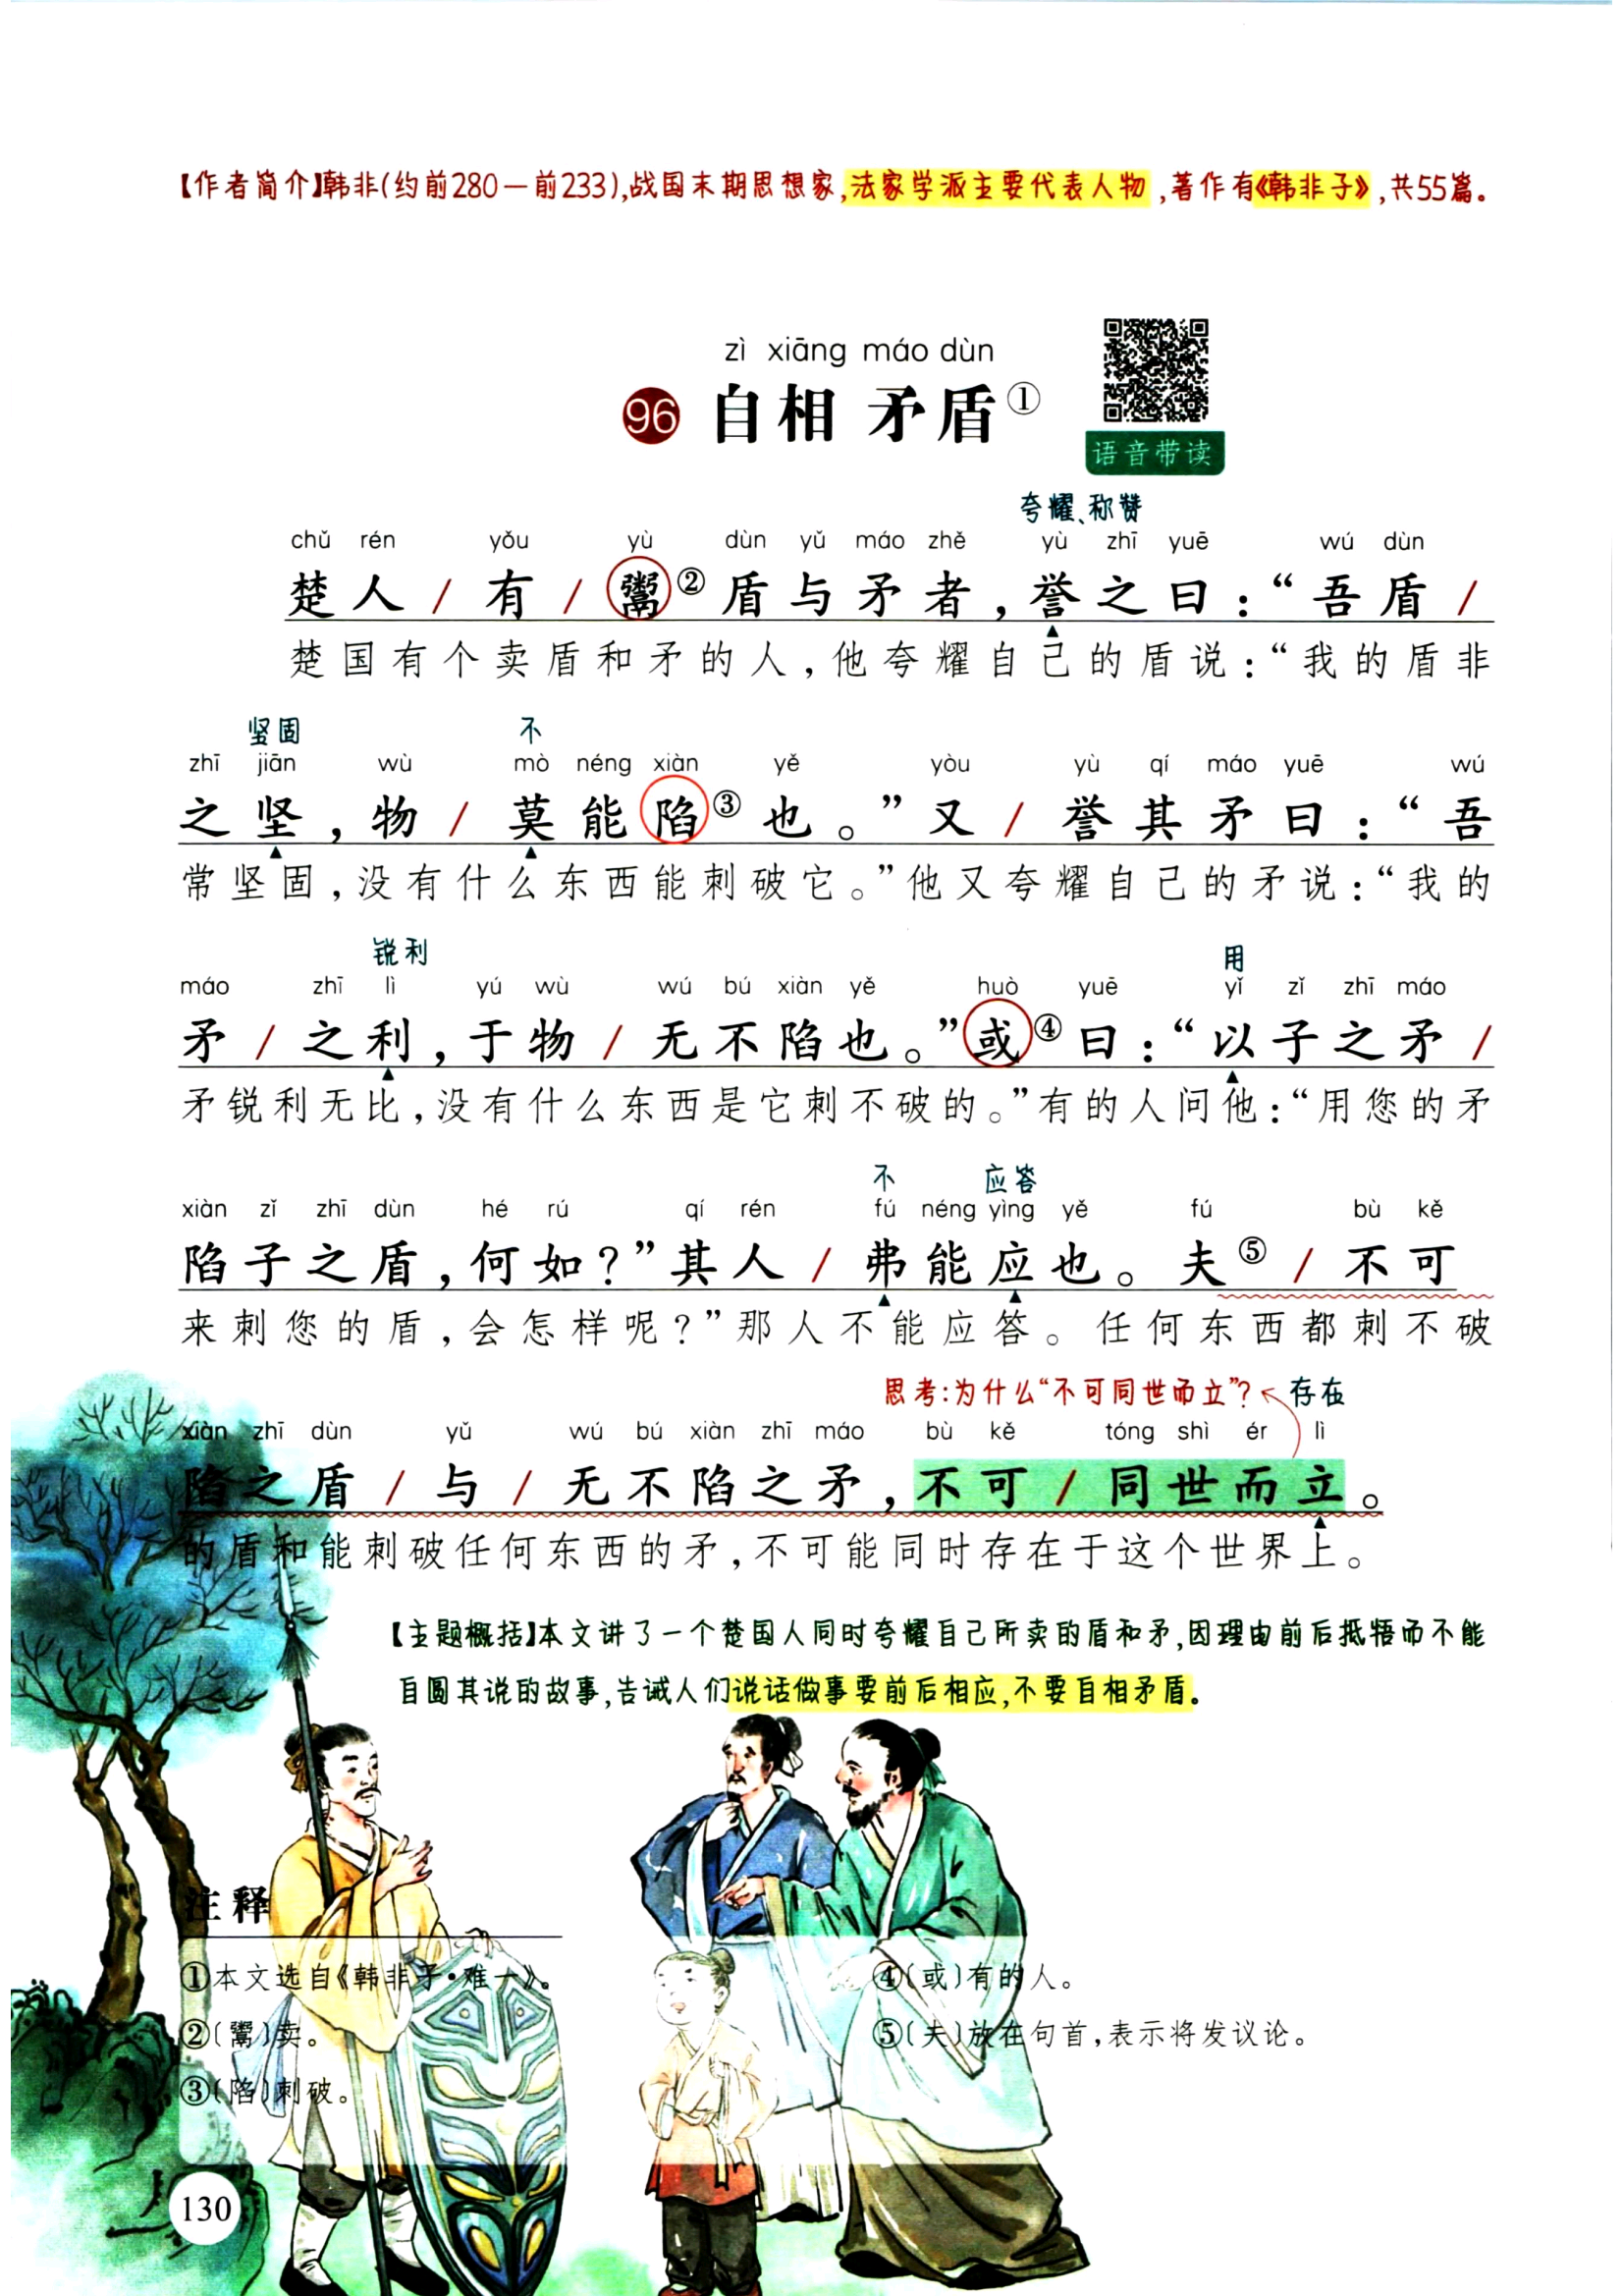 【作者简介】韩非(约前280—前233),战国末期思想家,法家学派主要代表人物,著作有《韩非子》,共55篇。
zì xiāng máo dùn
96 自相矛盾①
语音带读
夸耀、称赞
chǔ rén yǒu yù dùn yǔ máo zhě yù zhī yuē wú dùn
楚人/有/鬻②盾与矛者,誉之曰:“吾盾/
楚国有个卖盾和矛的人,他夸耀自己的盾说:“我的盾非
坚固 不
zhī jiān wù mò néng xiàn yě yòu yù qí máo yuē wú
之坚,物/莫能陷③也。”又/誉其矛曰:“吾
常坚固,没有什么东西能刺破它。”他又夸耀自己的矛说:“我的
锐利 用
máo zhī lì yú wù wú bú xiàn yě huò yuē yǐ zǐ zhī máo
矛/之利,于物/无不陷也。”或④曰:“以子之矛/
矛锐利无比,没有什么东西是它刺不破的。”有的人问他:“用您的矛
不 应答
xiàn zǐ zhī dùn hé rú qí rén fú néng yìng yě fú bù kě
陷子之盾,何如?”其人/弗能应也。夫⑤/不可
来刺您的盾,会怎样呢?”那人不能应答。任何东西都刺不破
思考:为什么“不可同世而立”? 存在
xiàn zhī dùn yǔ wú bú xiàn zhī máo bù kě tóng shì ér lì
陷之盾/与/无不陷之矛,不可/同世而立。
的盾和能刺破任何东西的矛,不可能同时存在于这个世界上。
【主题概括】本文讲了一个楚国人同时夸耀自己所卖的盾和矛,因理由前后抵牾而不能
自圆其说的故事,告诫人们说话做事要前后相应,不要自相矛盾。
注释
①本文选自《韩非子·难一》。
②〔鬻〕卖。
③〔陷〕刺破。
④〔或〕有的人。
⑤〔夫〕放在句首,表示将发议论。
130